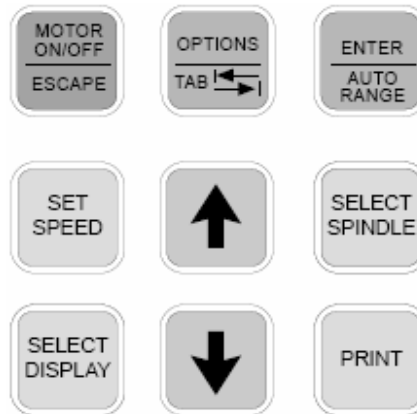 MOTOR
ON/OFF
ESCAPE
OPTIONS
TAB
ENTER
AUTO
RANGE
SET
SPEED
SELECT
SPINDLE
SELECT
DISPLAY
PRINT